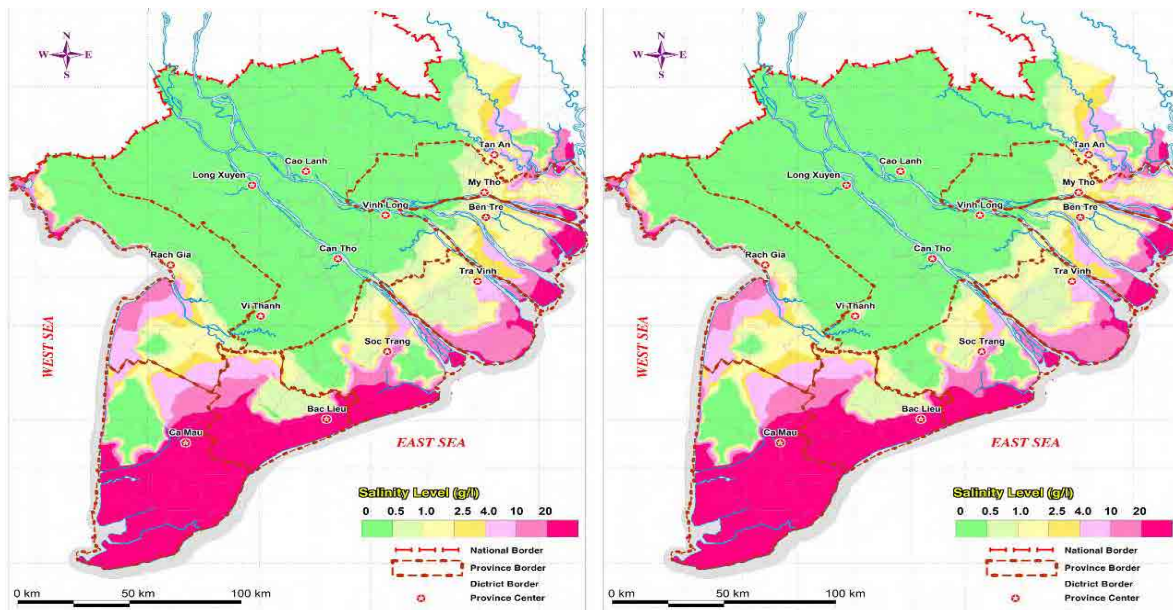 N
W E
S
Tan An
Cao Lanh
Long Xuyen
My Tho
Vinh Long
Ben Tre
Can Tho
Rach Gia
Tra Vinh
Vi Thanh
WEST SEA
Soc Trang
Bac Lieu
Ca Mau
EAST SEA
Salinity Level (g/l)
0 0.5 1.0 2.5 4.0 10 20
National Border
Province Border
Dictrict Border
Province Center
0 km 50 km 100 km
N
W E
S
Tan An
Cao Lanh
Long Xuyen
My Tho
Vinh Long
Ben Tre
Can Tho
Rach Gia
Tra Vinh
Vi Thanh
WEST SEA
Soc Trang
Bac Lieu
Ca Mau
EAST SEA
Salinity Level (g/l)
0 0.5 1.0 2.5 4.0 10 20
National Border
Province Border
Dictrict Border
Province Center
0 km 50 km 100 km